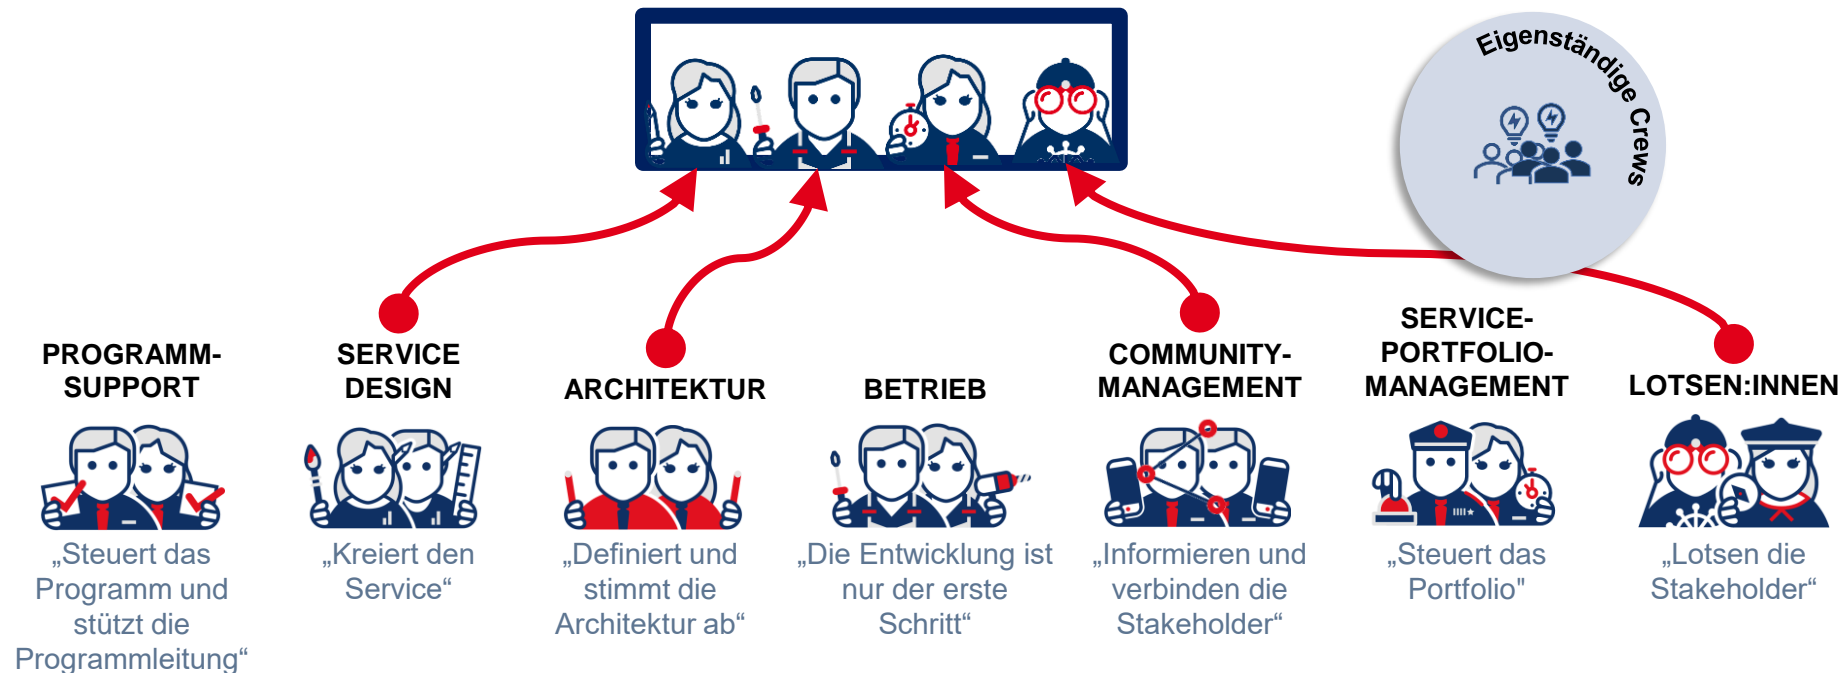 Eigenständige Crews
PROGRAMM-
SUPPORT
„Steuert das
Programm und
stützt die
Programmleitung“
SERVICE
DESIGN
„Kreiert den
Service“
ARCHITEKTUR
„Definiert und
stimmt die
Architektur ab“
BETRIEB
„Die Entwicklung ist
nur der erste
Schritt“
COMMUNITY-
MANAGEMENT
„Informieren und
verbinden die
Stakeholder“
SERVICE-
PORTFOLIO-
MANAGEMENT
„Steuert das
Portfolio"
LOTSEN:INNEN
„Lotsen die
Stakeholder“